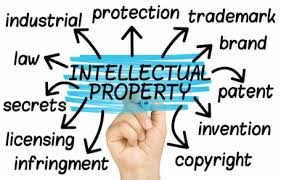 industrial
protection
trademark
law
brand
INTELLECTUAL
PROPERTY
secrets
patent
licensing
invention
infringment
copyright